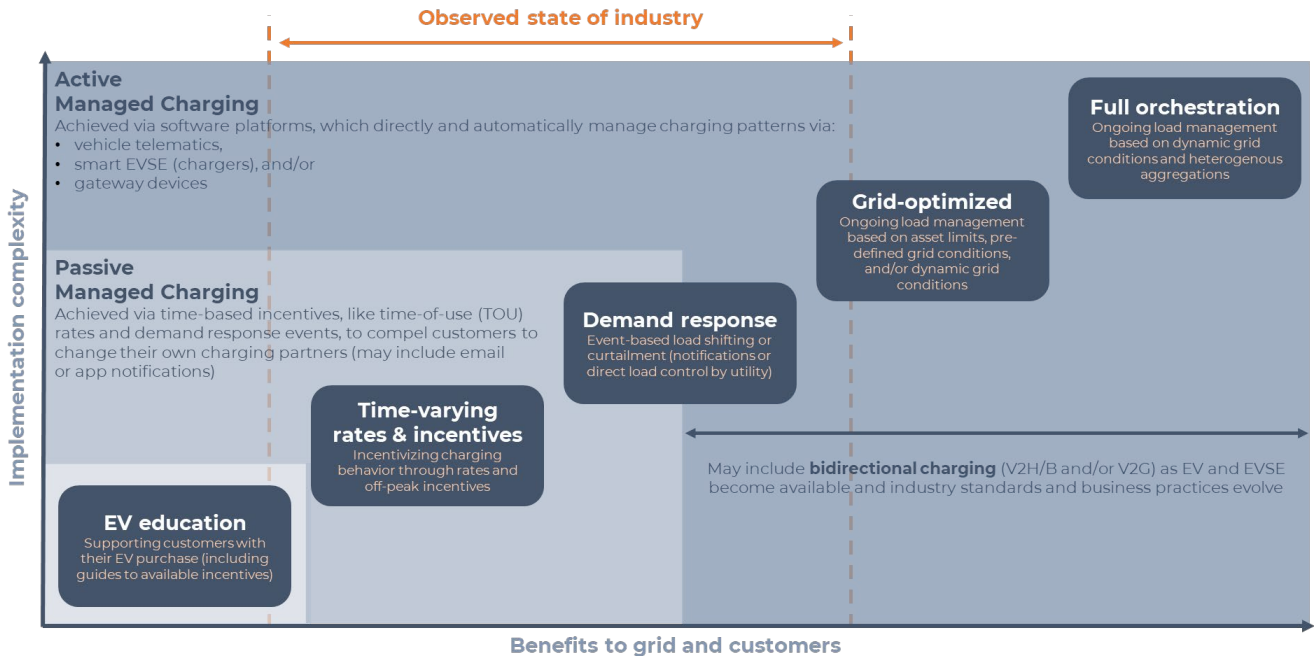 Observed state of industry
Active
Managed Charging
Achieved via software platforms, which directly and automatically manage charging patterns via:
• vehicle telematics,
• smart EVSE (chargers), and/or
• gateway devices
Full orchestration
Ongoing load management
based on dynamic grid
conditions and heterogenous
aggregations
Grid-optimized
Ongoing load management
based on asset limits, pre-
defined grid conditions,
and/or dynamic grid
conditions
Passive
Managed Charging
Achieved via time-based incentives, like time-of-use (TOU)
rates and demand response events, to compel customers to
change their own charging partners (may include email
or app notifications)
Demand response
Event-based load shifting or
curtailment (notifications or
direct load control by utility)
Time-varying
rates & incentives
Incentivizing charging
behavior through rates and
off-peak incentives
May include bidirectional charging (V2H/B and/or V2G) as EV and EVSE
become available and industry standards and business practices evolve
EV education
Supporting customers with
their EV purchase (including
guides to available incentives)
Implementation complexity
Benefits to grid and customers